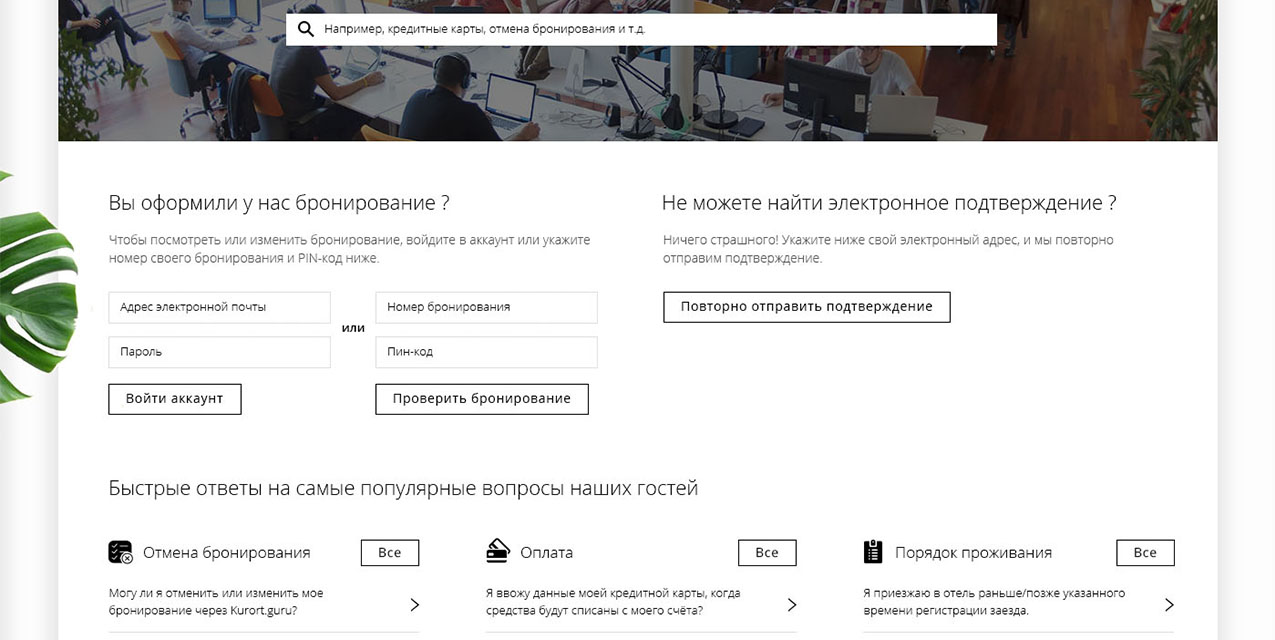 Например, кредитные карты, отмена бронирования и т.д.
Вы оформили у нас бронирование ?
Чтобы посмотреть или изменить бронирование, войдите в аккаунт или укажите
номер своего бронирования и PIN-код ниже.
Адрес электронной почты
Пароль
Войти аккаунт
или
Номер бронирования
Пин-код
Проверить бронирование
Не можете найти электронное подтверждение ?
Ничего страшного! Укажите ниже свой электронный адрес, и мы повторно
отправим подтверждение.
Повторно отправить подтверждение
Быстрые ответы на самые популярные вопросы наших гостей
Отмена бронирования
Все
Могу ли я отменить или изменить мое
бронирование через Kurort.guru?
Оплата
Все
Я ввожу данные моей кредитной карты, когда
средства будут списаны с моего счёта?
Порядок проживания
Все
Я приезжаю в отель раньше/позже указанного
времени регистрации заезда.